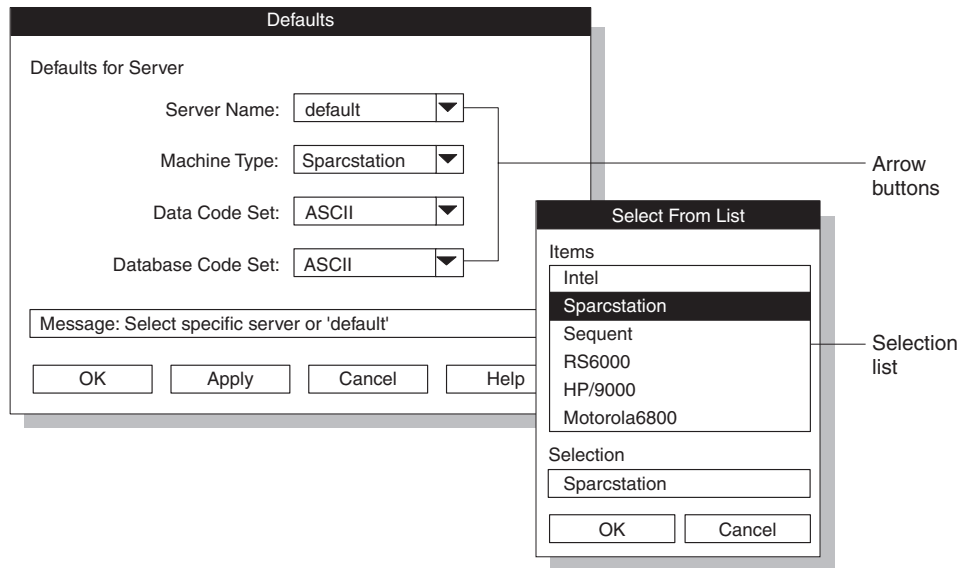 Defaults
Defaults for Server
Server Name: default
Machine Type: Sparcstation
Data Code Set: ASCII
Database Code Set: ASCII
Message: Select specific server or 'default'
OK Apply Cancel Help
Arrow
buttons
Select From List
Items
Intel
Sparcstation
Sequent
RS6000
HP/9000
Motorola6800
Selection
Sparcstation
OK Cancel
Selection
list